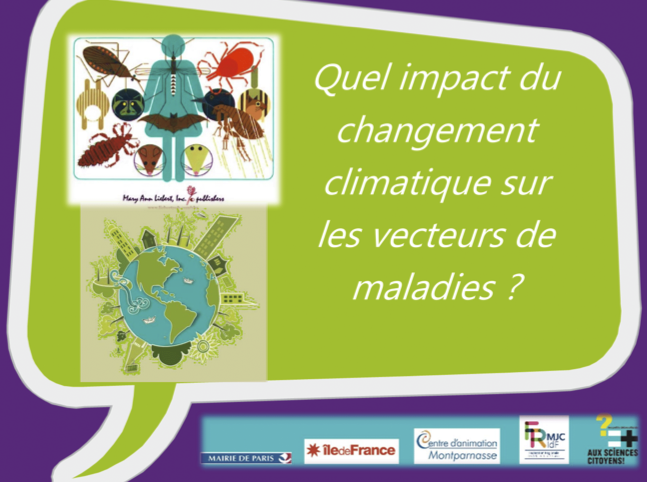 Quel impact du
changement
climatique sur
les vecteurs de
maladies ?
Mary Ann Liebert, Inc. publishers
MAIRIE DE PARIS
îledeFrance
Centre d'animation
Montparnasse
MJC
IdF
?
AUX SCIENCES
CITOYENS!